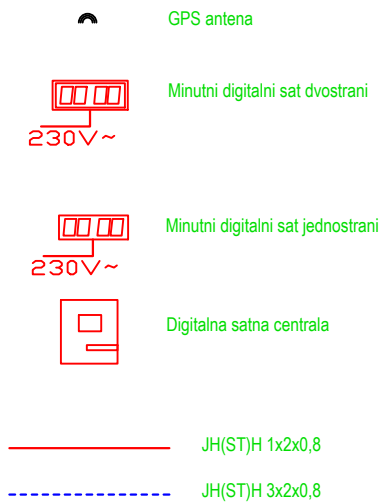 GPS antena
Minutni digitalni sat dvostrani
230V~
Minutni digitalni sat jednostrani
230V~
Digitalna satna centrala
JH(ST)H 1x2x0,8
JH(ST)H 3x2x0,8